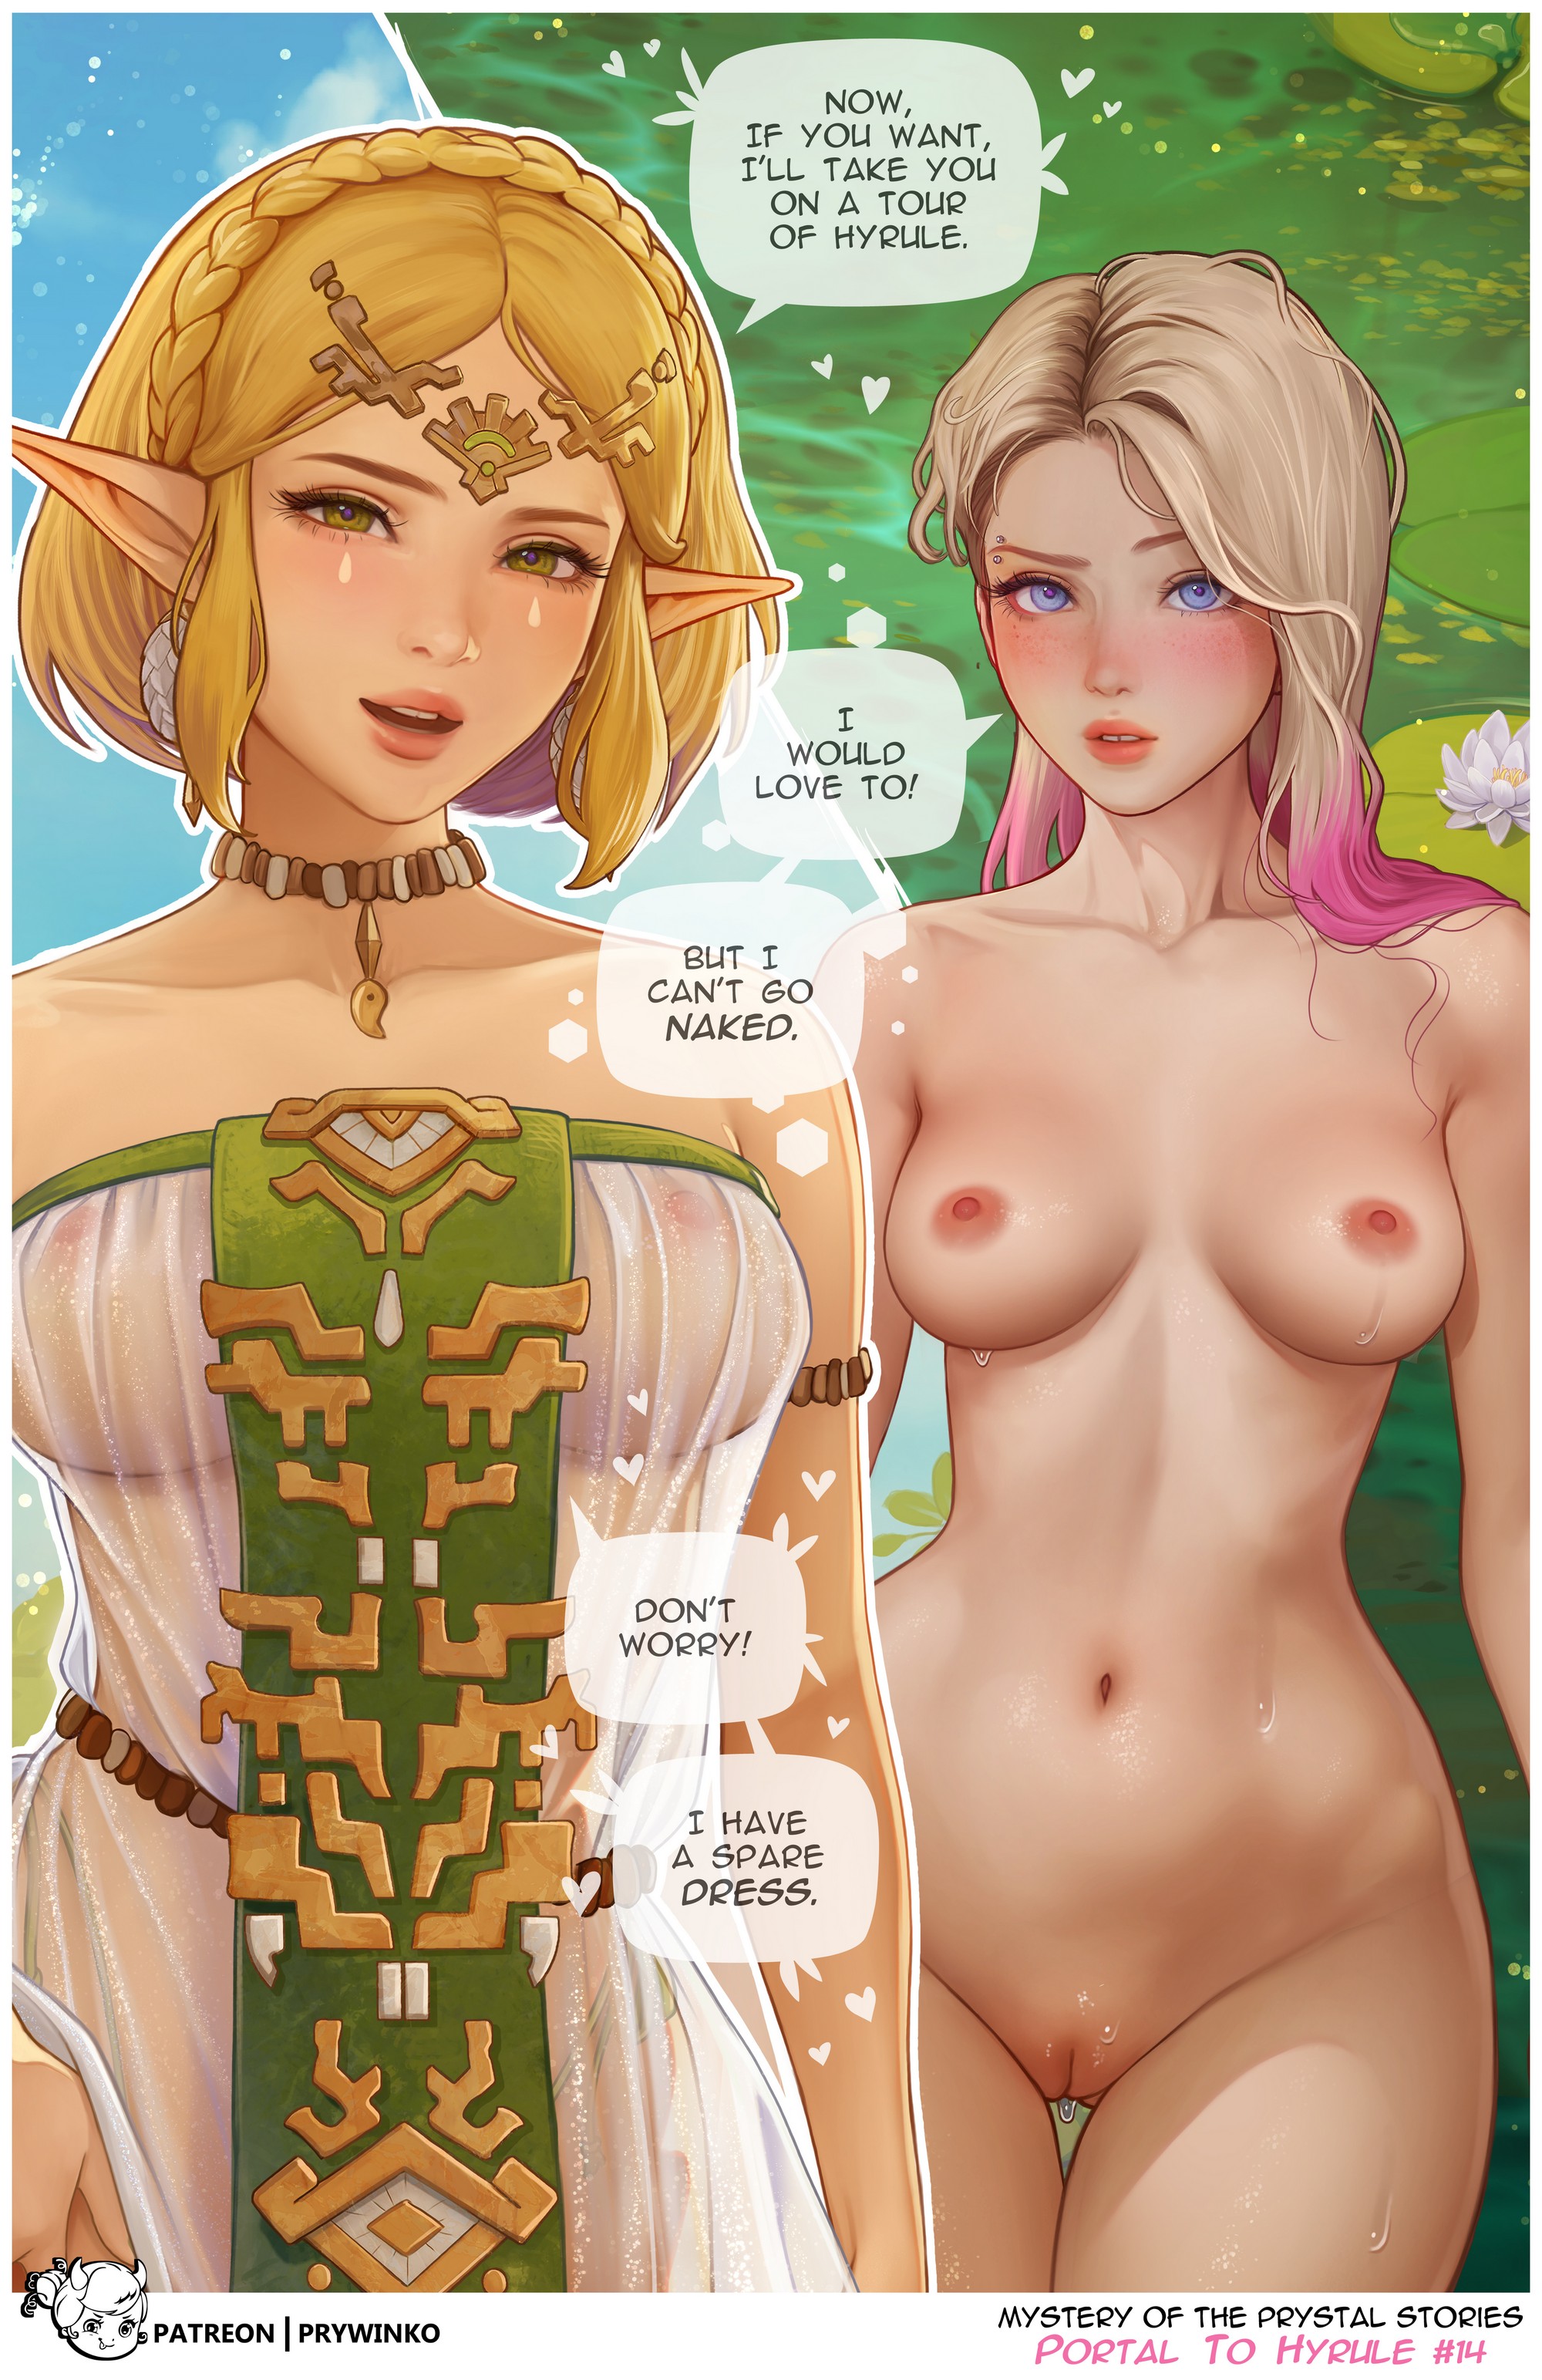 NOW,
IF YOU WANT,
I'LL TAKE YOU
ON A TOUR
OF HYRULE.
I
WOULD
LOVE TO!
BUT I
CAN'T GO
NAKED.
DON'T
WORRY!
I HAVE
A SPARE
DRESS.
PATREON | PRYWINKO
MYSTERY OF THE PRYSTAL STORIES
PORTAL TO HYRULE #14